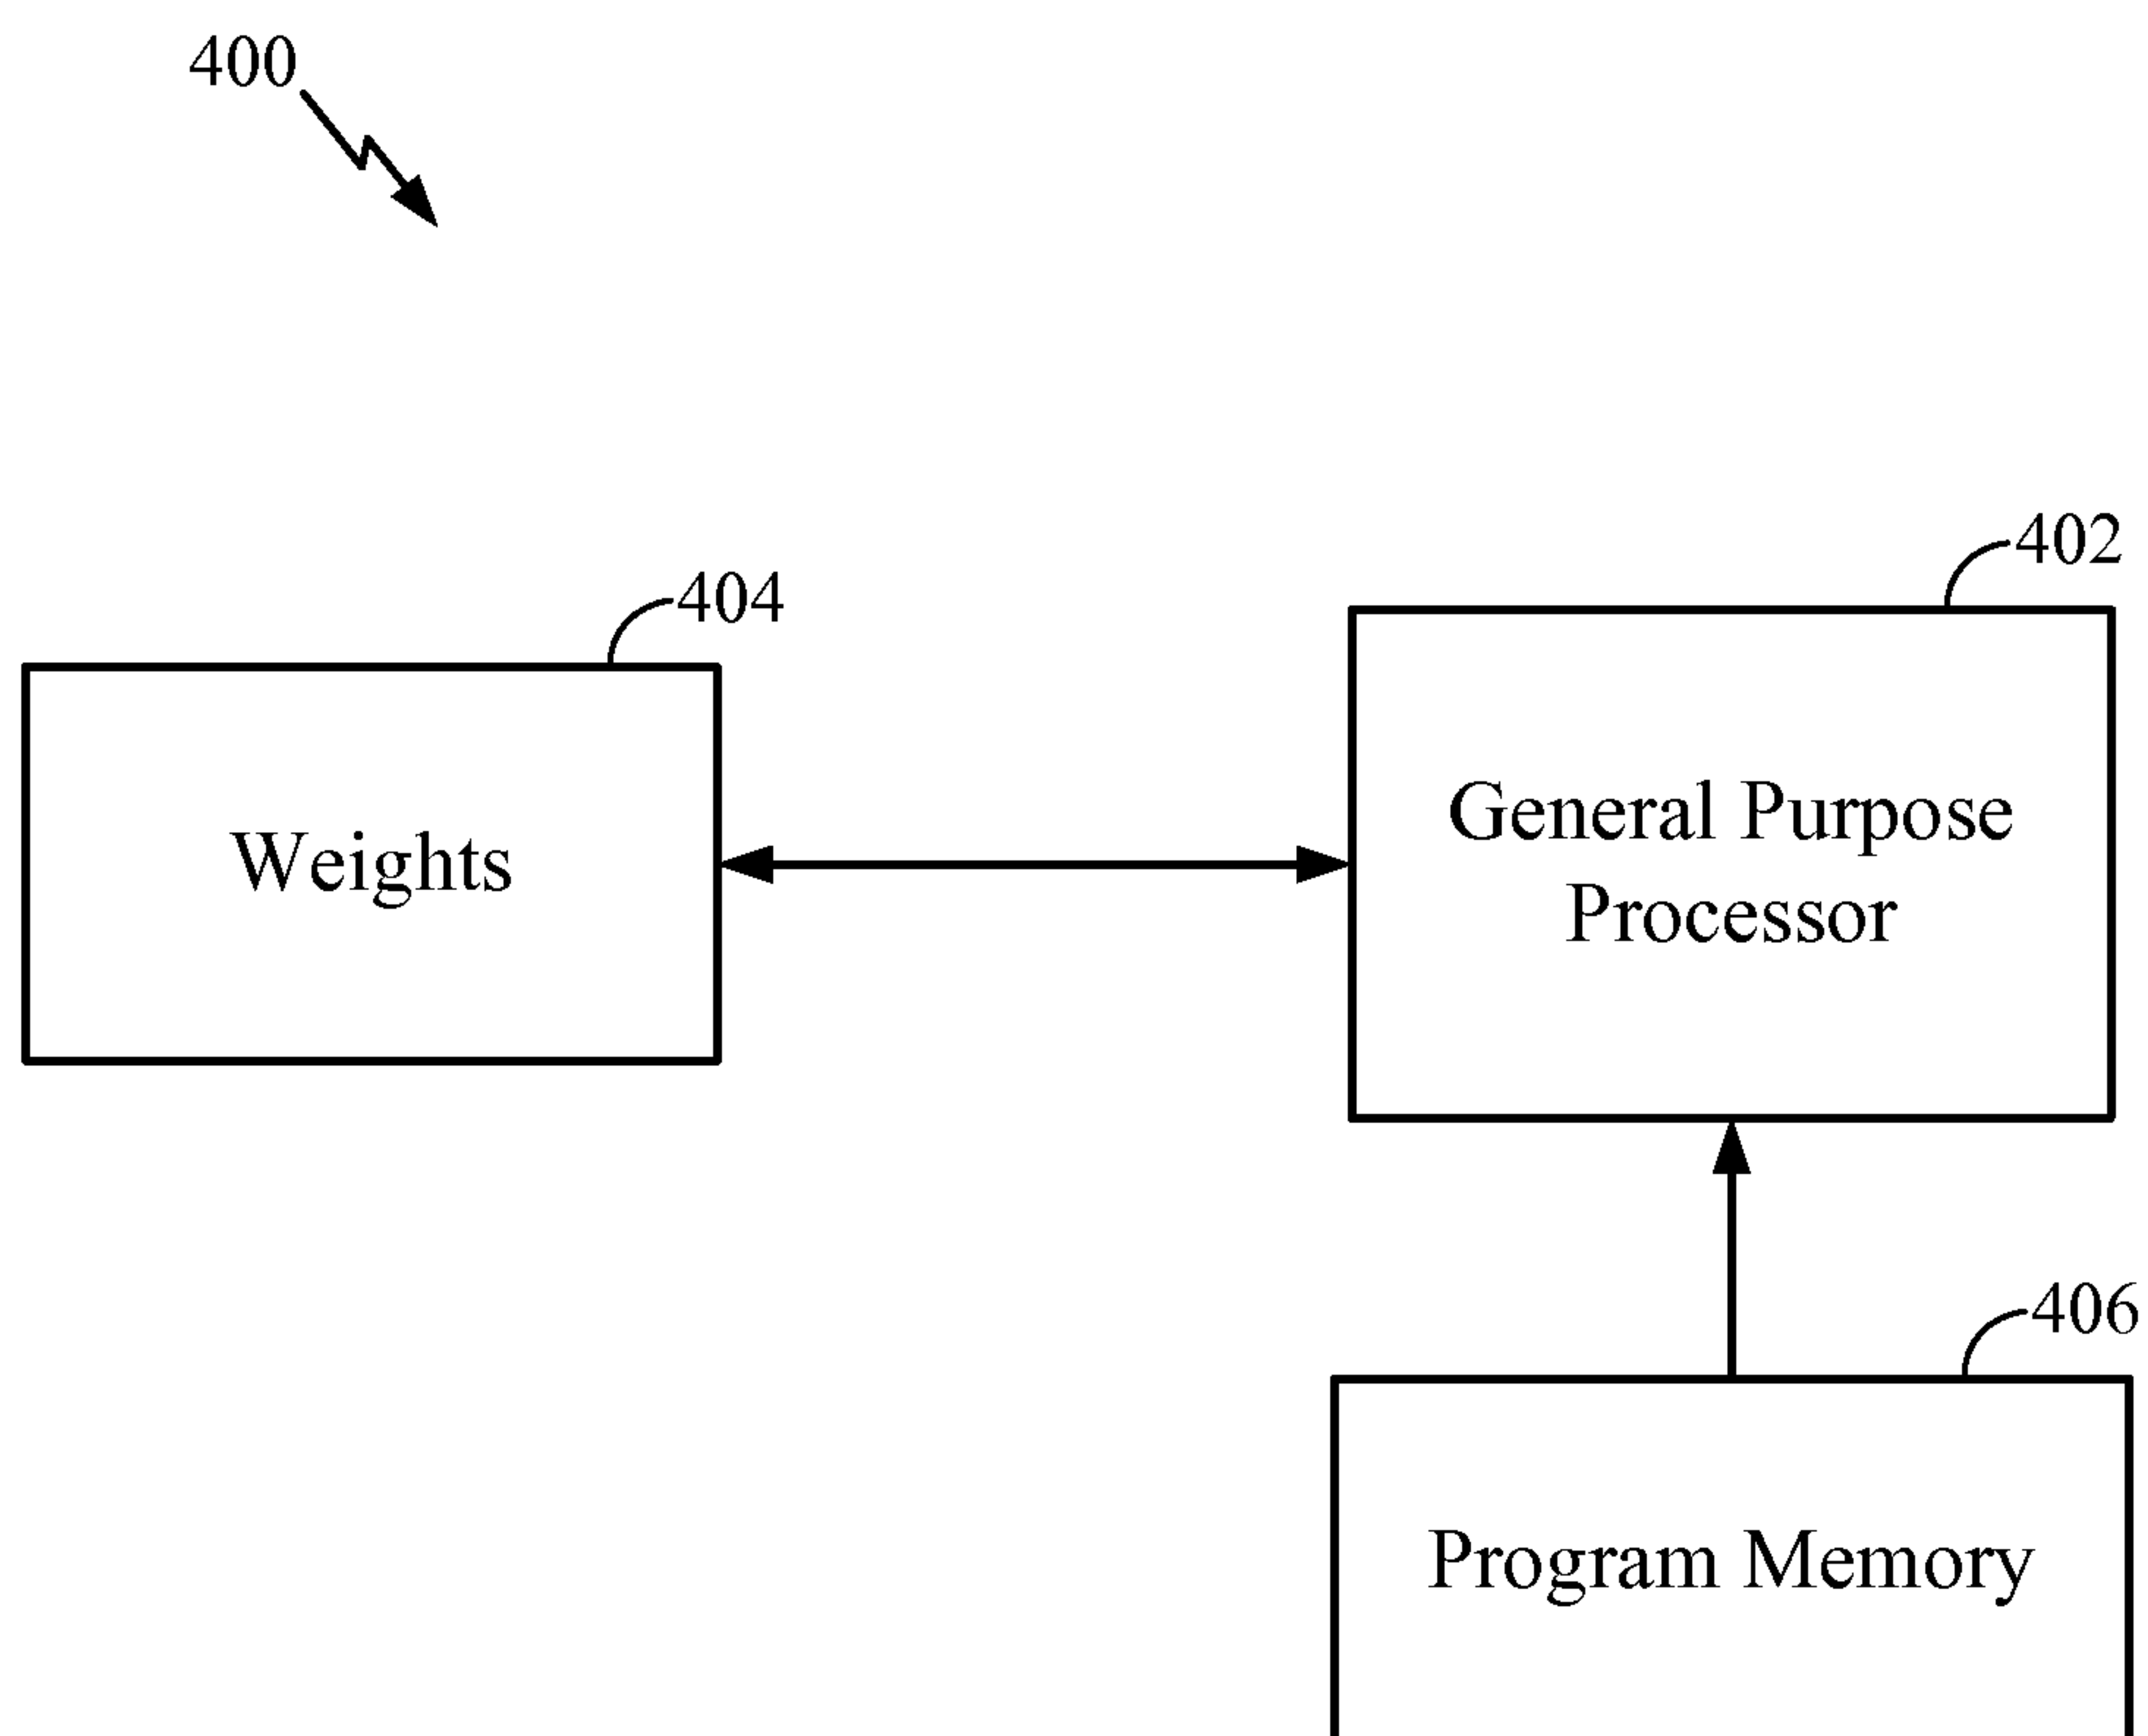 400
402
404
General Purpose
Processor
Weights
406
Program Memory